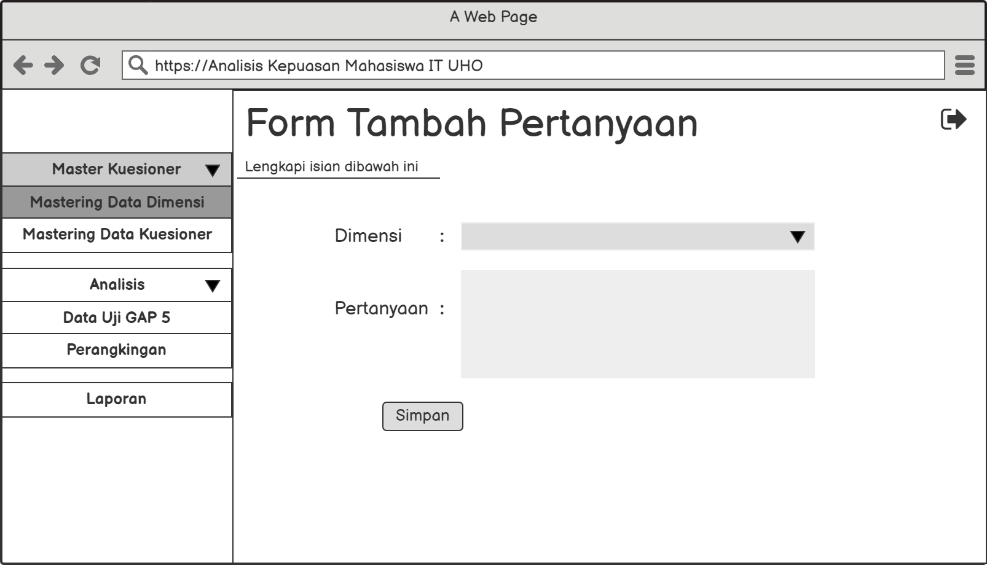 A Web Page
https://Analisis Kepuasan Mahasiswa IT UHO
Form Tambah Pertanyaan
Lengkapi isian dibawah ini
Master Kuesioner
Mastering Data Dimensi
Mastering Data Kuesioner
Analisis
Data Uji GAP 5
Perangkingan
Laporan
Dimensi :
Pertanyaan :
Simpan